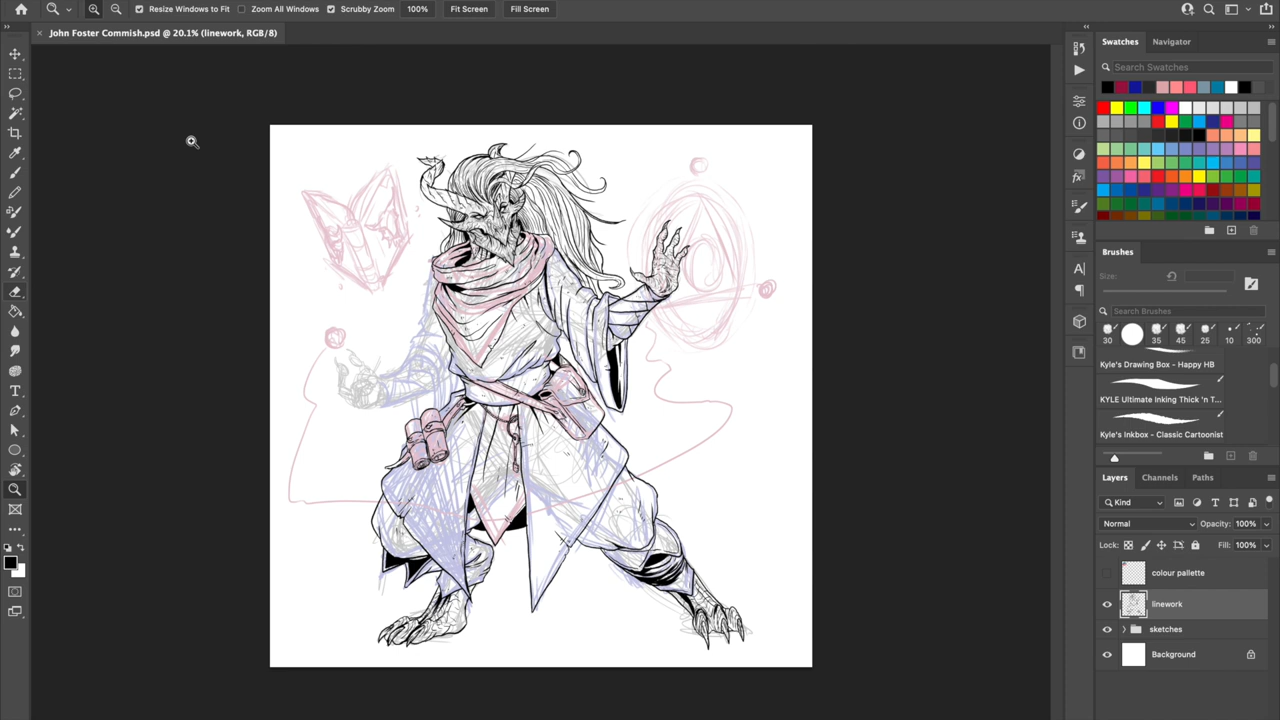 Resize Windows to Fit Zoom All Windows Scrubby Zoom 100% Fit Screen Fill Screen
John Foster Commish.psd @ 20.1% (linework, RGB/8)
Swatches Navigator
Search Swatches
Brushes
Size:
Search Brushes
30 35 45 25 10 300
Kyle's Drawing Box - Happy HB
KYLE Ultimate Inking Thick 'n T...
Kyle's Inkbox - Classic Cartoonist
Layers Channels Paths
Kind
Normal Opacity: 100%
Lock: Fill: 100%
colour pallette
linework
sketches
Background